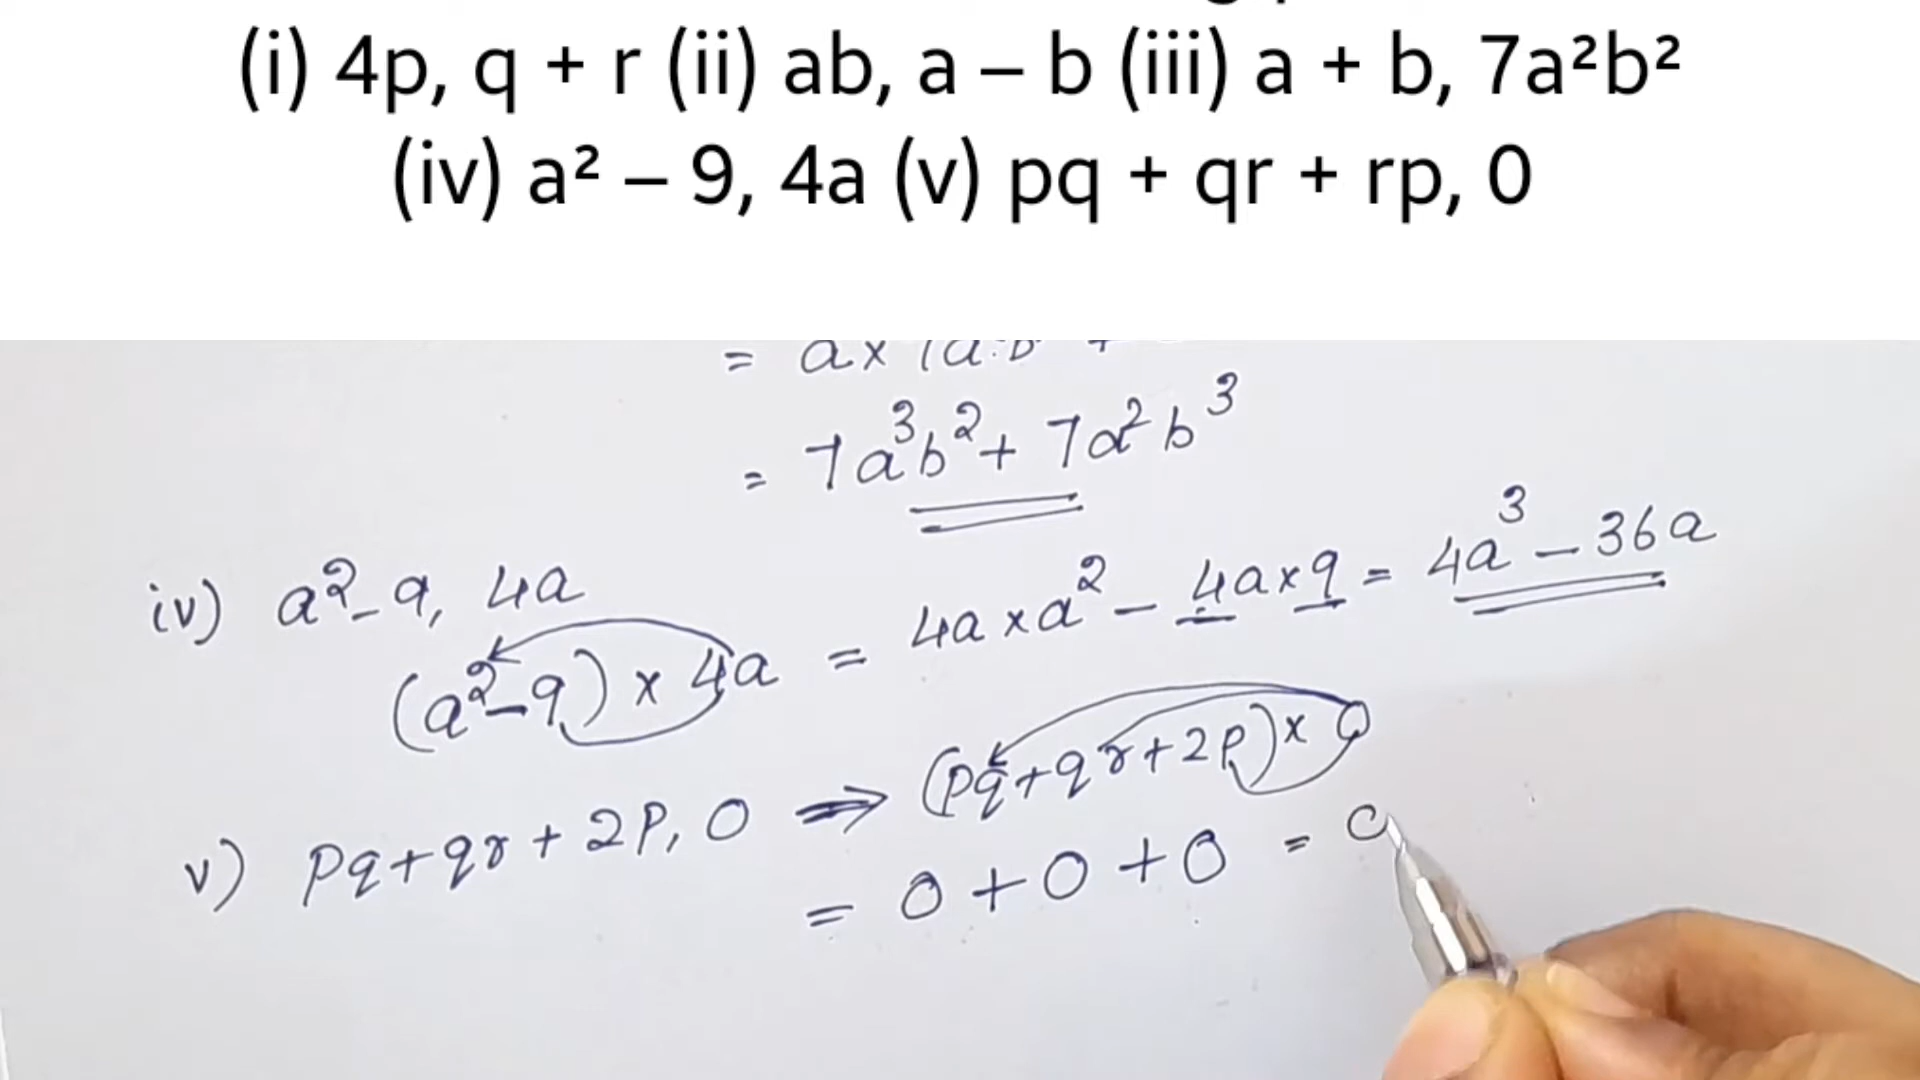 (i) 4p, q + r (ii) ab, a – b (iii) a + b, 7a²b²
(iv) a² – 9, 4a (v) pq + qr + rp, 0
= 7a³b² + 7a²b³
iv) a² - 9, 4a
(a² - 9) × 4a = 4a × a² - 4a × 9 = 4a³ - 36a
v) pq + qr + 2p, 0 ⇒ (pq + qr + 2p) × 0
= 0 + 0 + 0 = 0